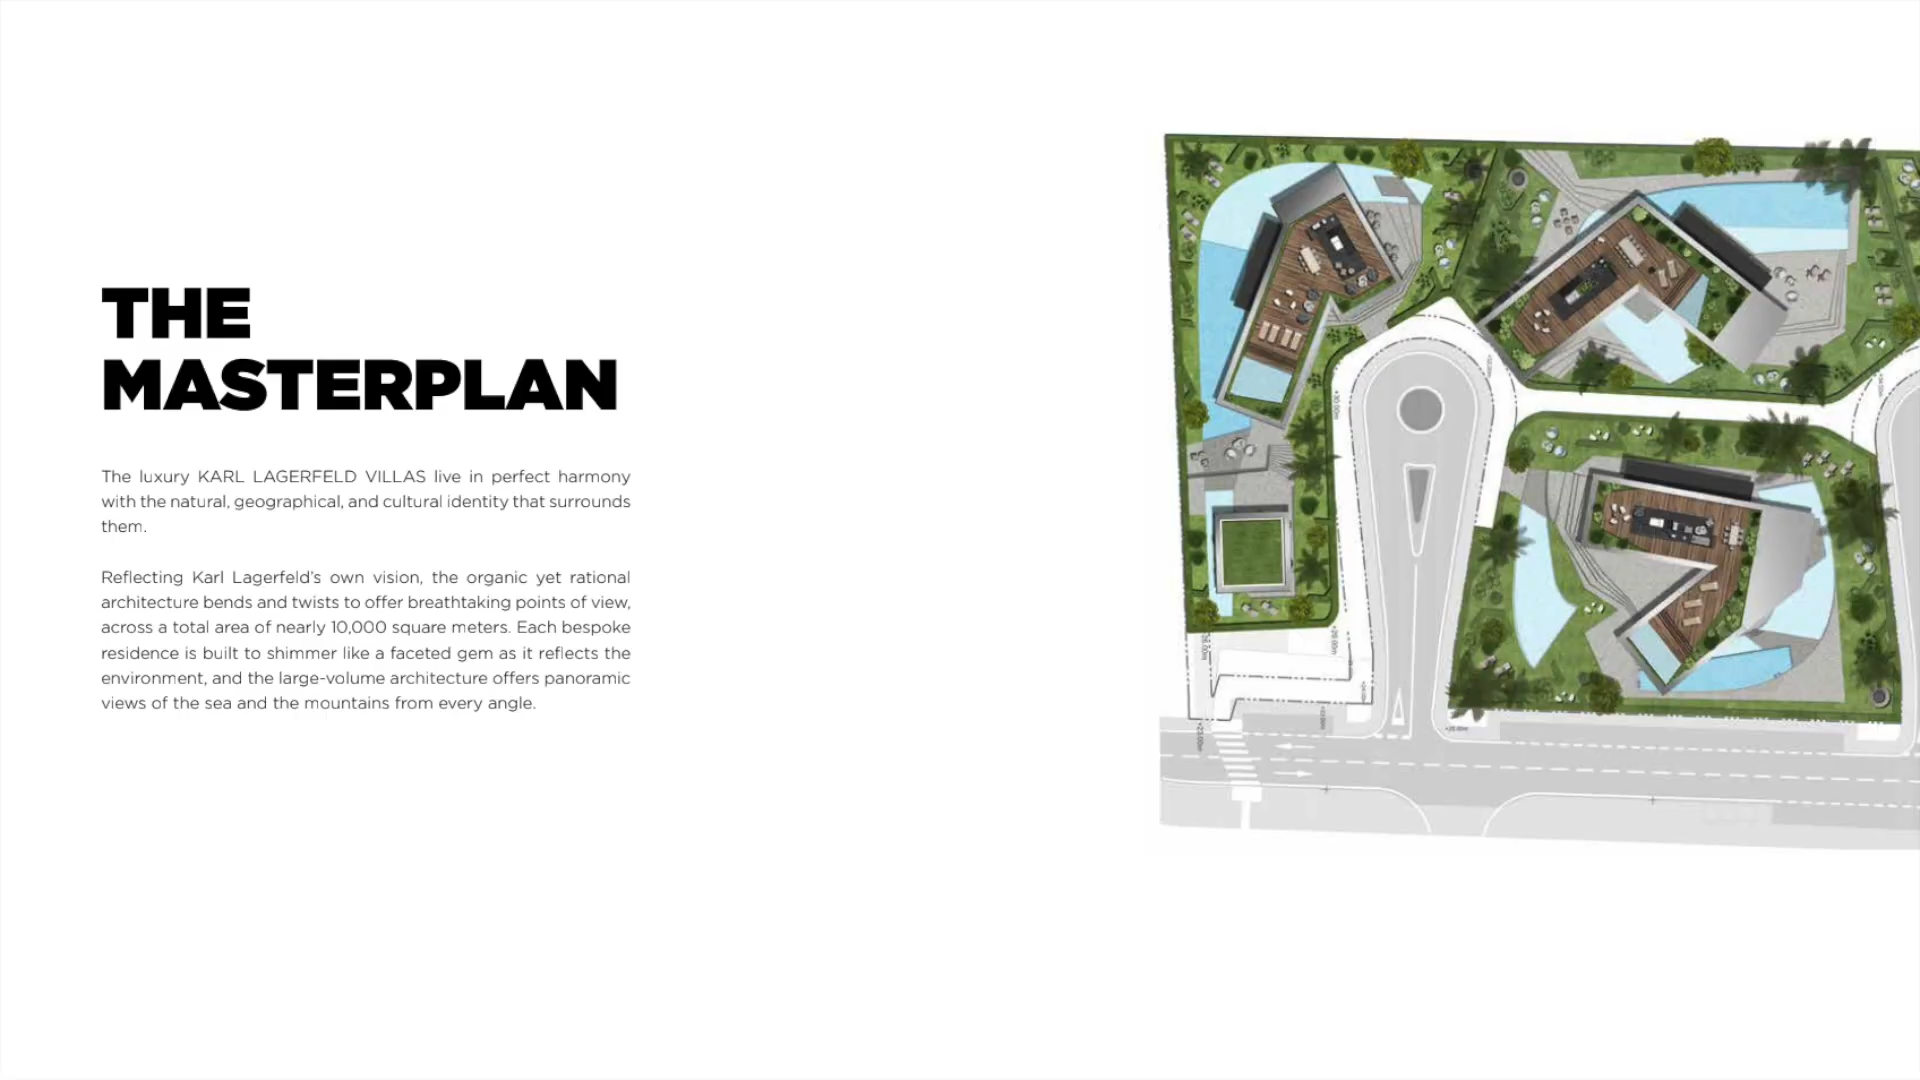 THE
MASTERPLAN
The luxury KARL LAGERFELD VILLAS live in perfect harmony
with the natural, geographical, and cultural identity that surrounds
them.
Reflecting Karl Lagerfeld's own vision, the organic yet rational
architecture bends and twists to offer breathtaking points of view,
across a total area of nearly 10,000 square meters. Each bespoke
residence is built to shimmer like a faceted gem as it reflects the
environment, and the large-volume architecture offers panoramic
views of the sea and the mountains from every angle.